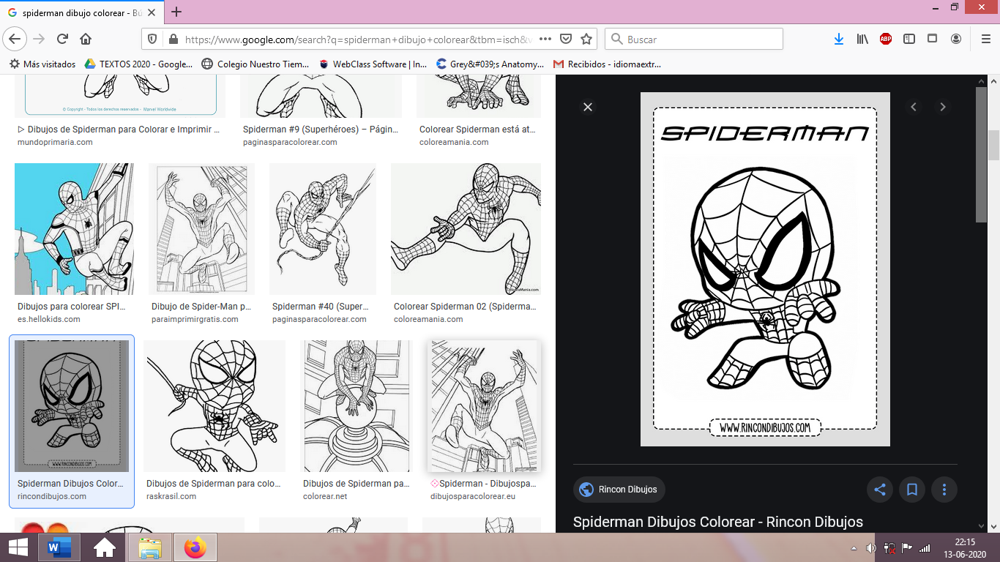 spiderman dibujo colorear - Bú
https://www.google.com/search?q=spiderman+dibujo+colorear&tbm=isch&v
Buscar
ABP
Más visitados
TEXTOS 2020 - Google...
Colegio Nuestro Tiem...
WebClass Software | In...
Grey&#039;s Anatomy...
Recibidos - idiomaextr...
© Copyright - Todos los derechos reservados - Marvel Worldwide
▷ Dibujos de Spiderman para Colorear e Imprimir ...
mundoprimaria.com
Spiderman #9 (Superhéroes) – Págin...
paginasparacolorear.com
Colorear Spiderman está at...
coloreamania.com
Dibujos para colorear SPI...
es.hellokids.com
Dibujo de Spider-Man p...
paraimprimirgratis.com
Spiderman #40 (Super...
paginasparacolorear.com
ColoreaMania.com
Colorear Spiderman 02 (Spiderma...
coloreamania.com
WWW.RINCONDIBUJOS.COM
Spiderman Dibujos Color...
rincondibujos.com
Dibujos de Spiderman para colo...
raskrasil.com
Dibujos de Spiderman pa...
colorear.net
Spiderman - Dibujospa...
dibujosparacolorear.eu
SPIDERMAN
WWW.RINCONDIBUJOS.COM
Rincon Dibujos
Spiderman Dibujos Colorear - Rincon Dibujos
W
22:15
13-06-2020